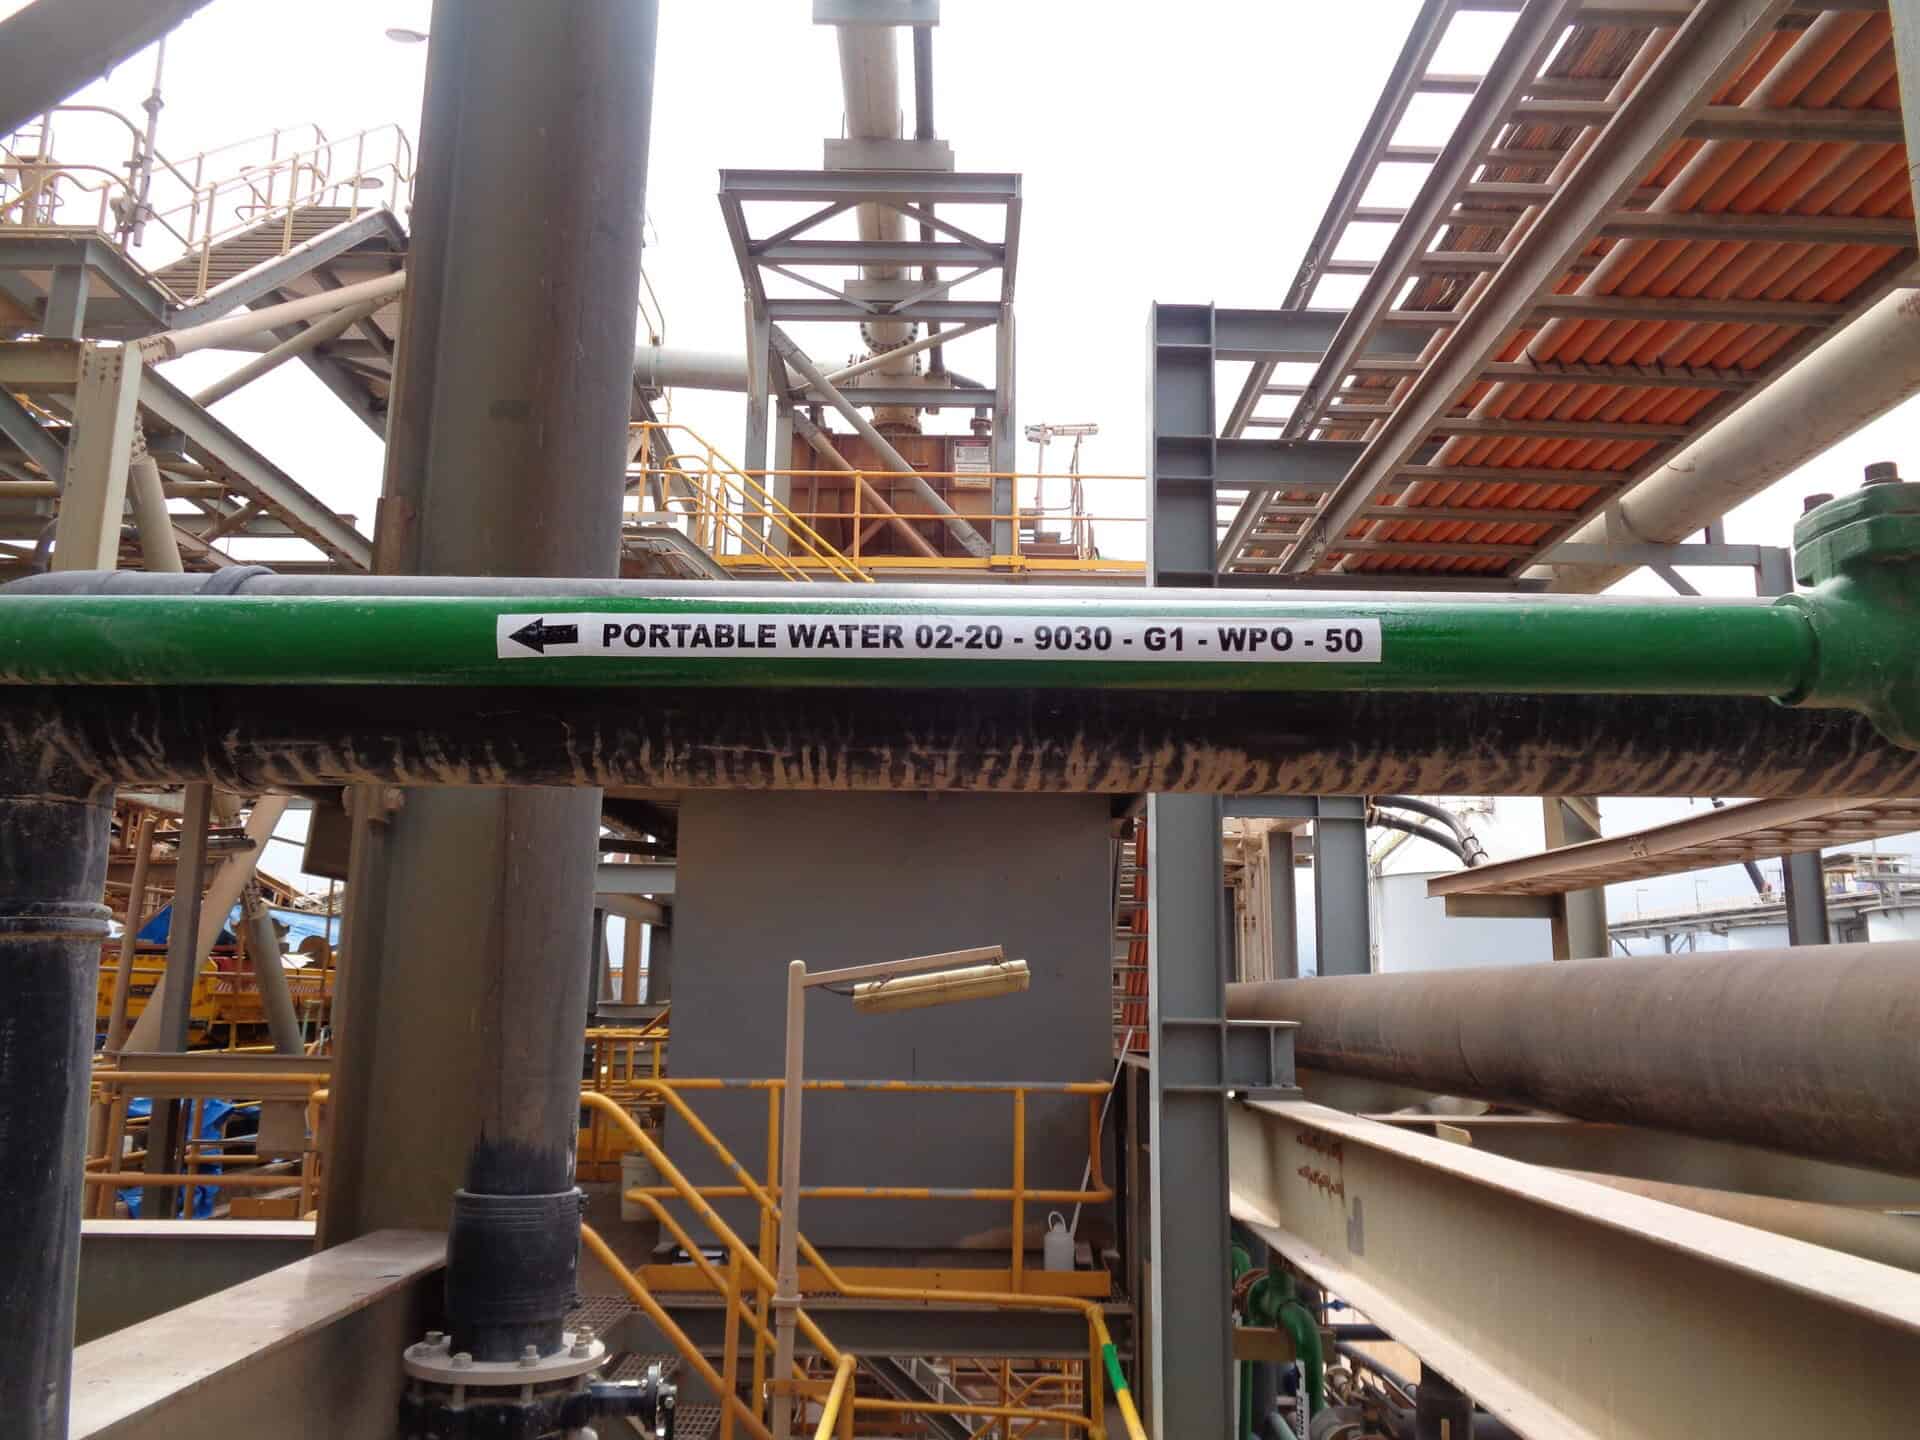 PORTABLE WATER 02-20 - 9030 - G1 - WPO - 50